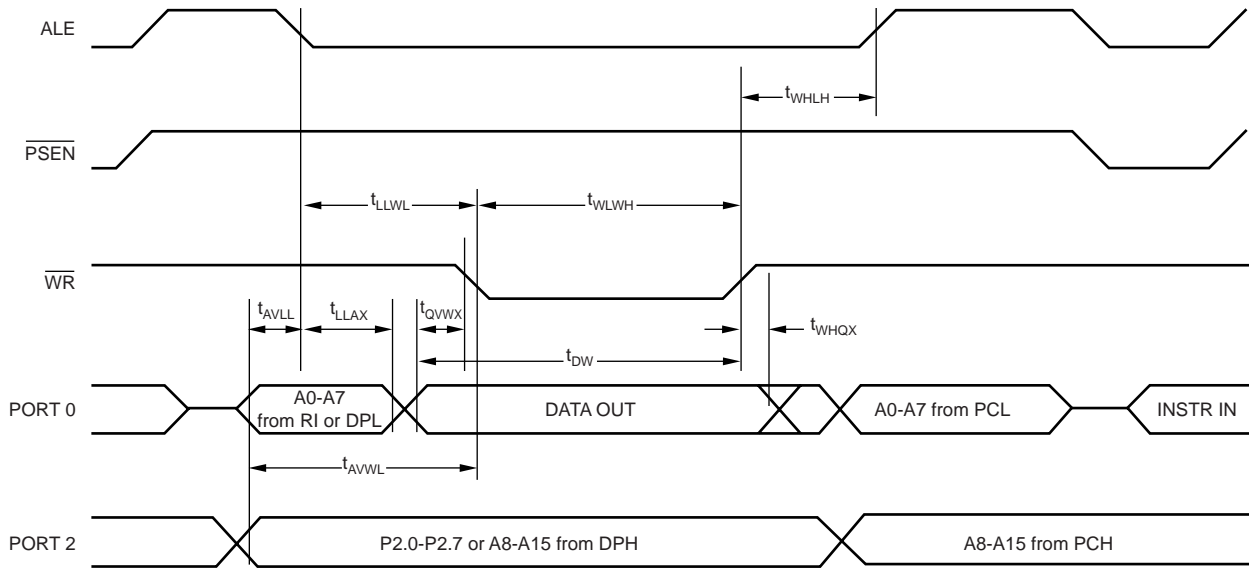 ALE
tWHLH
PSEN
tLLWL
tWLWH
WR
tAVLL
tLLAX
tQVWX
tWHQX
tDW
PORT 0
A0-A7
from RI or DPL
DATA OUT
A0-A7 from PCL
INSTR IN
tAVWL
PORT 2
P2.0-P2.7 or A8-A15 from DPH
A8-A15 from PCH